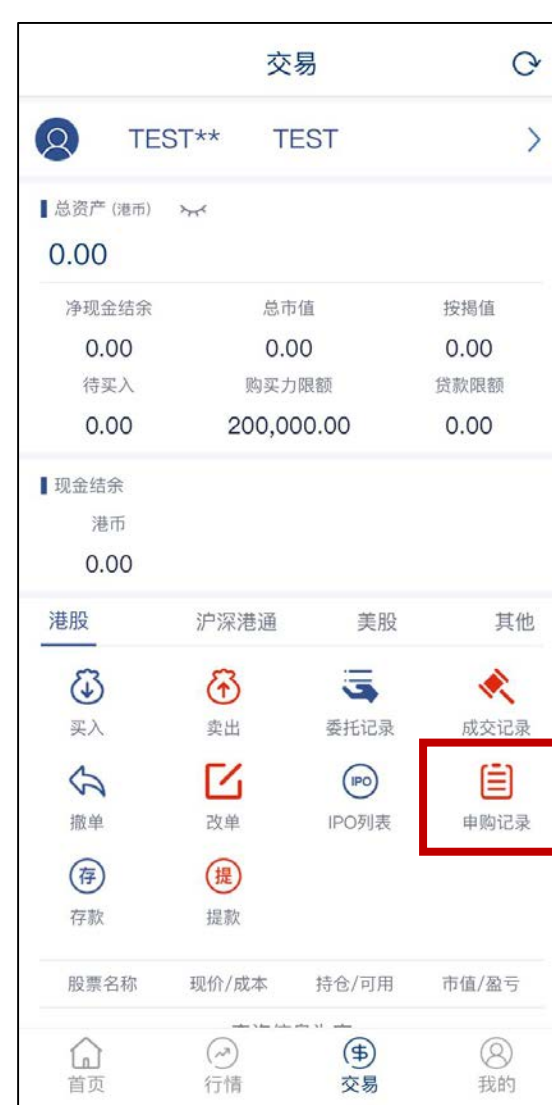 交易
TEST** TEST
总资产 (港币)
0.00
净现金结余 总市值 按揭值
0.00 0.00 0.00
待买入 购买力限额 贷款限额
0.00 200,000.00 0.00
现金结余
港币
0.00
港股 沪深港通 美股 其他
买入 卖出 委托记录 成交记录
IPO
撤单 改单 IPO列表 申购记录
存 提
存款 提款
股票名称 现价/成本 持仓/可用 市值/盈亏
首页 行情 交易 我的